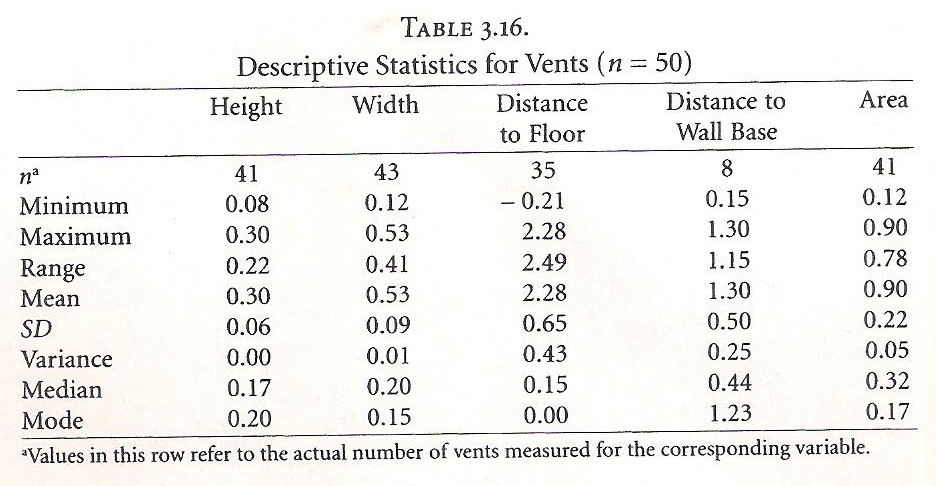 TABLE 3.16.
Descriptive Statistics for Vents (n = 50)
Height Width Distance to Floor Distance to Wall Base Area
nª 41 43 35 8 41
Minimum 0.08 0.12 – 0.21 0.15 0.12
Maximum 0.30 0.53 2.28 1.30 0.90
Range 0.22 0.41 2.49 1.15 0.78
Mean 0.30 0.53 2.28 1.30 0.90
SD 0.06 0.09 0.65 0.50 0.22
Variance 0.00 0.01 0.43 0.25 0.05
Median 0.17 0.20 0.15 0.44 0.32
Mode 0.20 0.15 0.00 1.23 0.17
ªValues in this row refer to the actual number of vents measured for the corresponding variable.